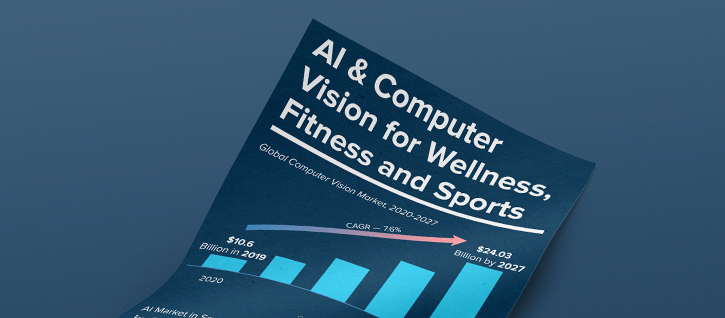 AI & Computer
Vision for Wellness,
Fitness and Sports
Global Computer Vision Market, 2020-2027
CAGR — 7.6%
$10.6
Billion in 2019
$24.03
Billion by 2027
2020
AI Market in